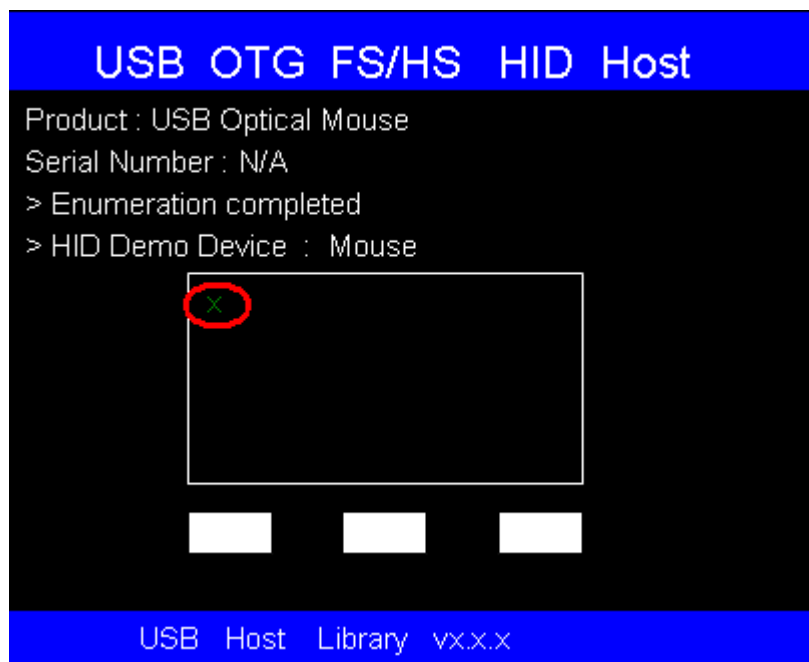 USB OTG FS/HS HID Host
Product : USB Optical Mouse
Serial Number : N/A
> Enumeration completed
> HID Demo Device : Mouse
X
USB Host Library vx.x.x